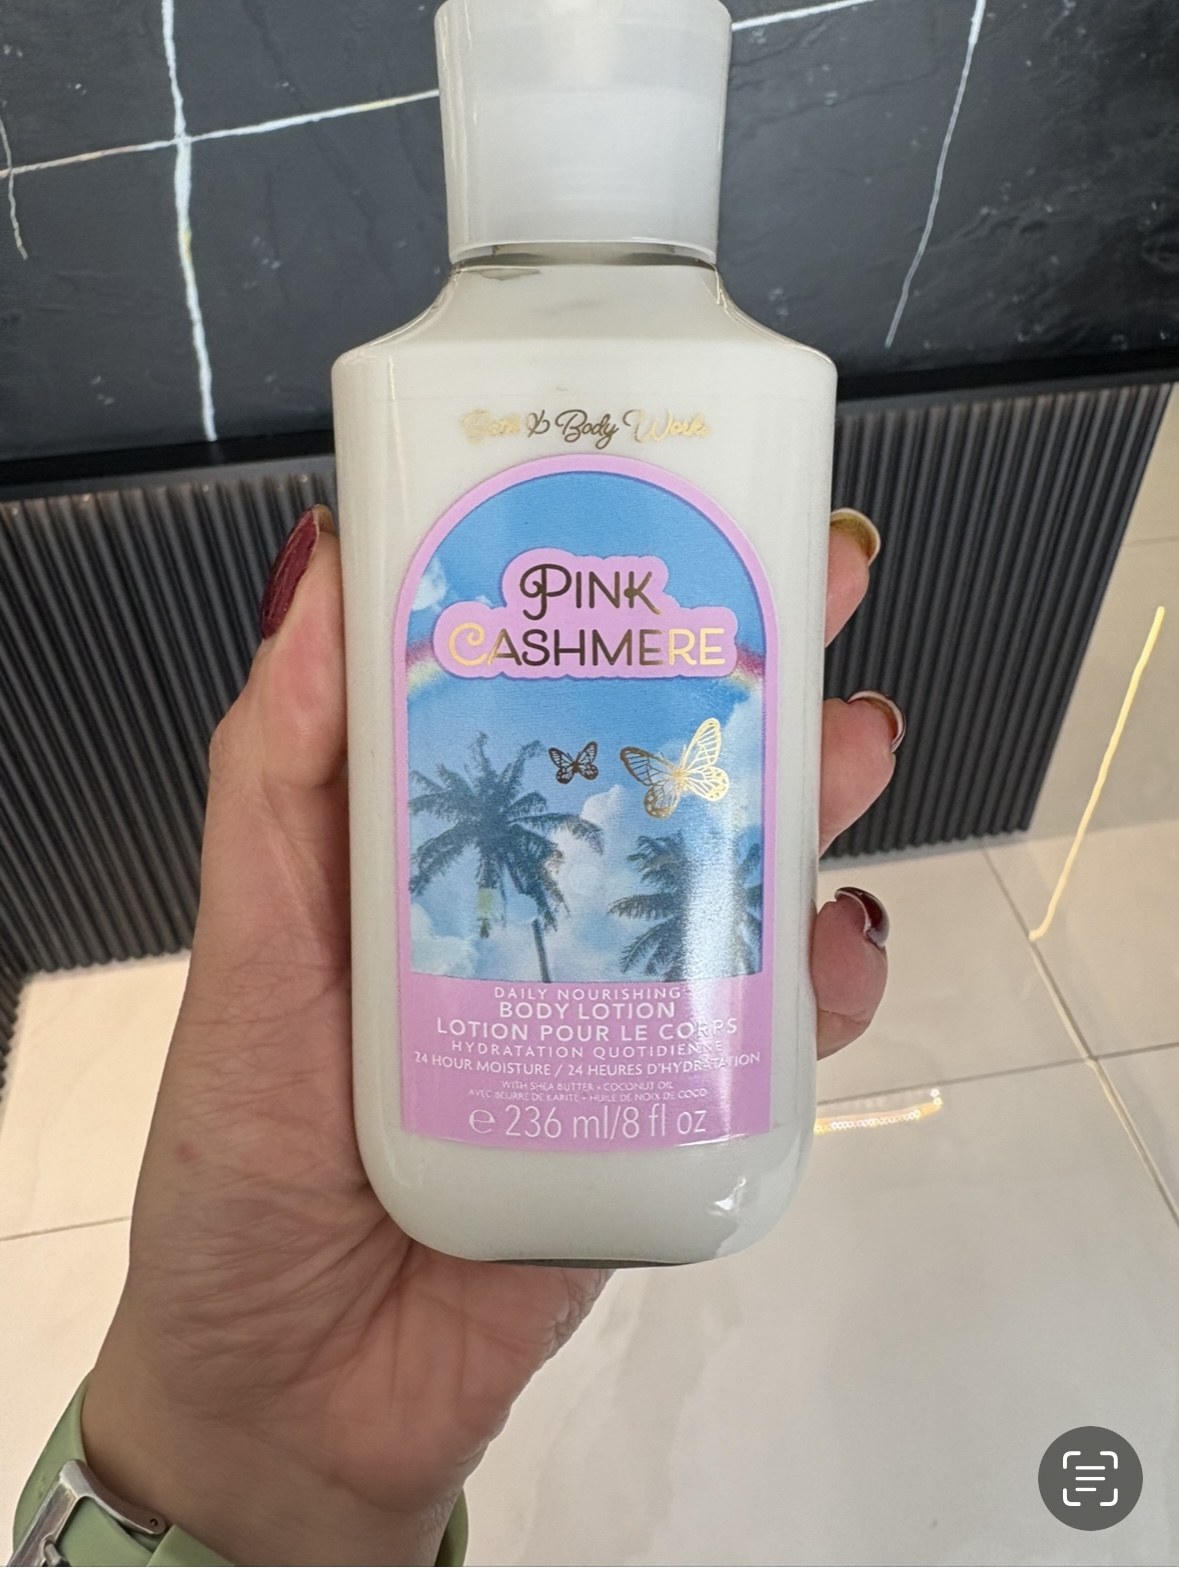 Bath & Body Works
PINK
CASHMERE
DAILY NOURISHING
BODY LOTION
LOTION POUR LE CORPS
HYDRATATION QUOTIDIENNE
24 HOUR MOISTURE / 24 HEURES D'HYDRATATION
WITH SHEA BUTTER • COCONUT OIL
AVEC BEURRE DE KARITÉ • HUILE DE NOIX DE COCO
℮ 236 ml/8 fl oz